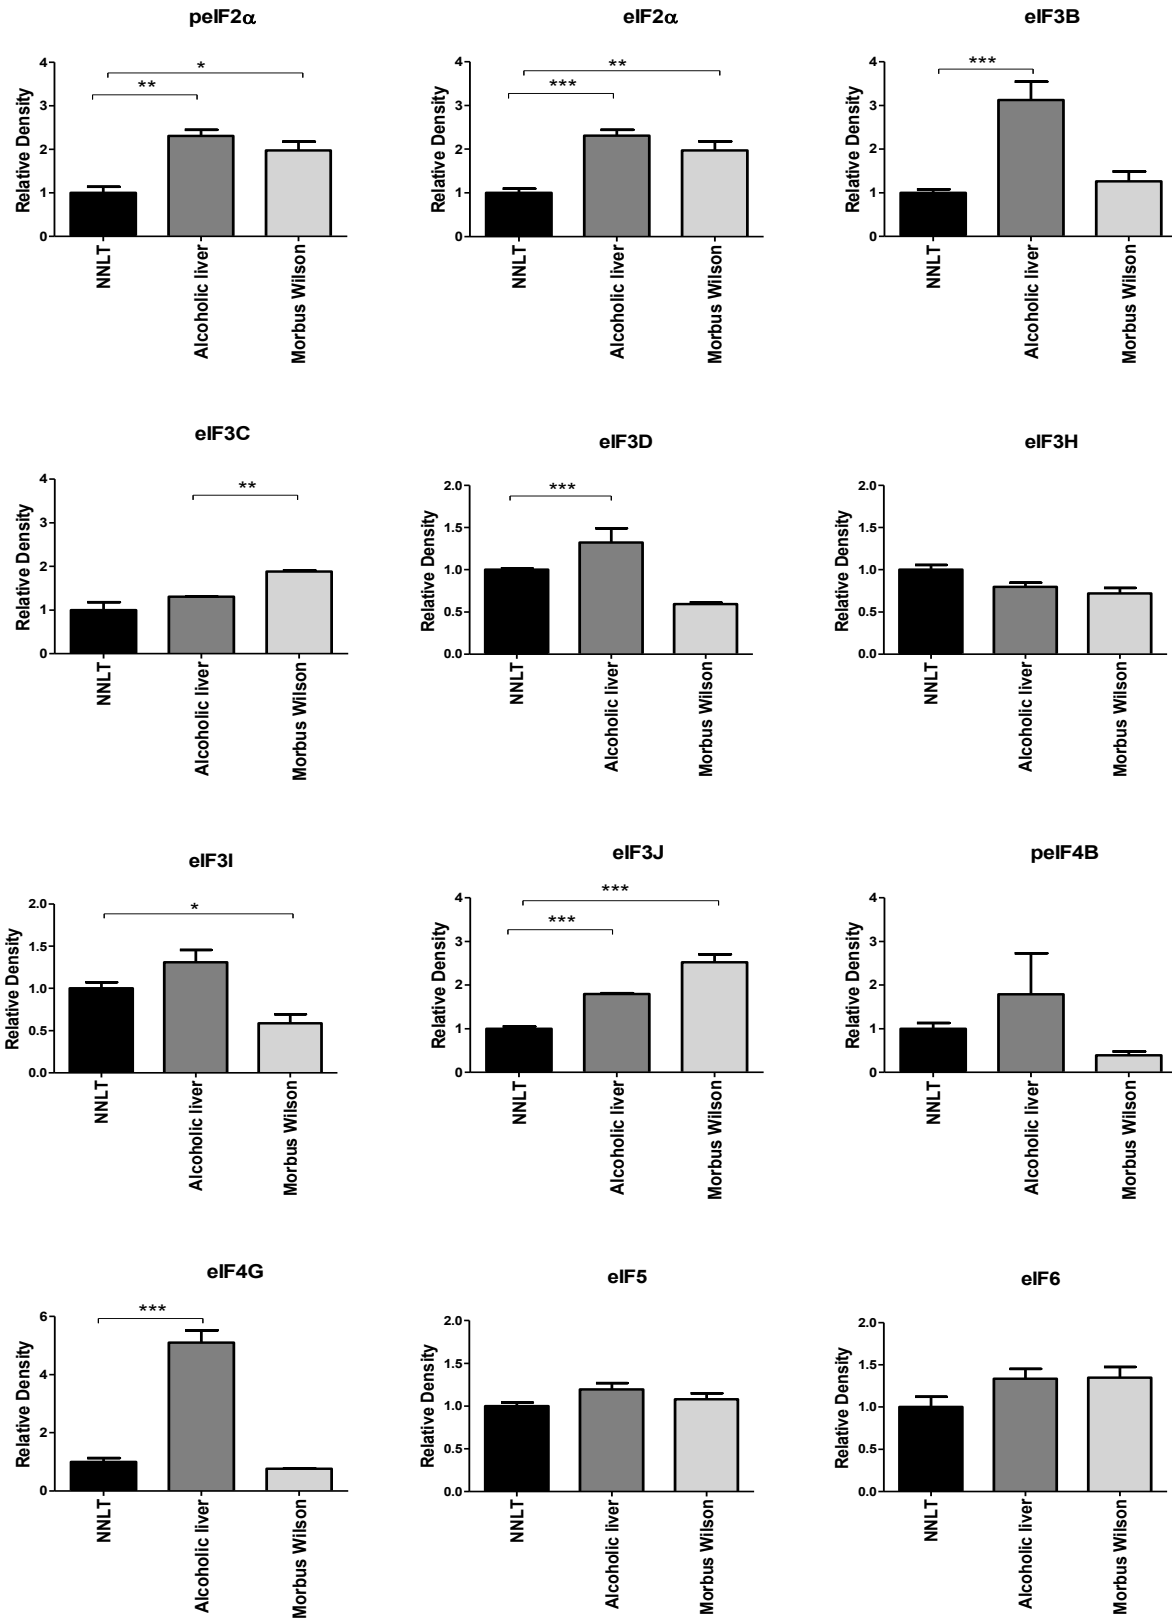 peIF2α
eIF2α
eIF3B
Relative Density
4
3
2
1
0
*
**
NNLT
Alcoholic liver
Morbus Wilson
Relative Density
4
3
2
1
0
**
***
NNLT
Alcoholic liver
Morbus Wilson
Relative Density
4
3
2
1
0
***
NNLT
Alcoholic liver
Morbus Wilson
eIF3C
eIF3D
eIF3H
Relative Density
4
3
2
1
0
**
NNLT
Alcoholic liver
Morbus Wilson
Relative Density
2.0
1.5
1.0
0.5
0.0
***
NNLT
Alcoholic liver
Morbus Wilson
Relative Density
2.0
1.5
1.0
0.5
0.0
NNLT
Alcoholic liver
Morbus Wilson
eIF3I
eIF3J
peIF4B
Relative Density
2.0
1.5
1.0
0.5
0.0
*
NNLT
Alcoholic liver
Morbus Wilson
Relative Density
4
3
2
1
0
***
***
NNLT
Alcoholic liver
Morbus Wilson
Relative Density
4
3
2
1
0
NNLT
Alcoholic liver
Morbus Wilson
eIF4G
eIF5
eIF6
Relative Density
6
4
2
0
***
NNLT
Alcoholic liver
Morbus Wilson
Relative Density
2.0
1.5
1.0
0.5
0.0
NNLT
Alcoholic liver
Morbus Wilson
Relative Density
2.0
1.5
1.0
0.5
0.0
NNLT
Alcoholic liver
Morbus Wilson